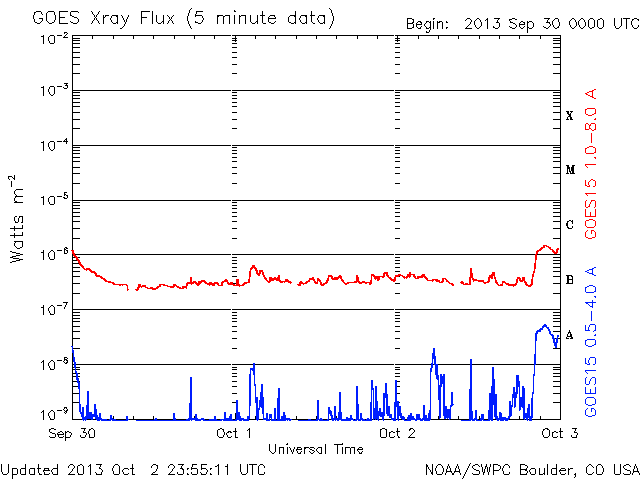 GOES Xray Flux (5 minute data)
Begin: 2013 Sep 30 0000 UTC
10⁻²
10⁻³
10⁻⁴
10⁻⁵
10⁻⁶
10⁻⁷
10⁻⁸
10⁻⁹
Watts m⁻²
X
M
C
B
A
GOES15 1.0-8.0 A
GOES15 0.5-4.0 A
Sep 30
Oct 1
Oct 2
Oct 3
Universal Time
Updated 2013 Oct 2 23:55:11 UTC
NOAA/SWPC Boulder, CO USA